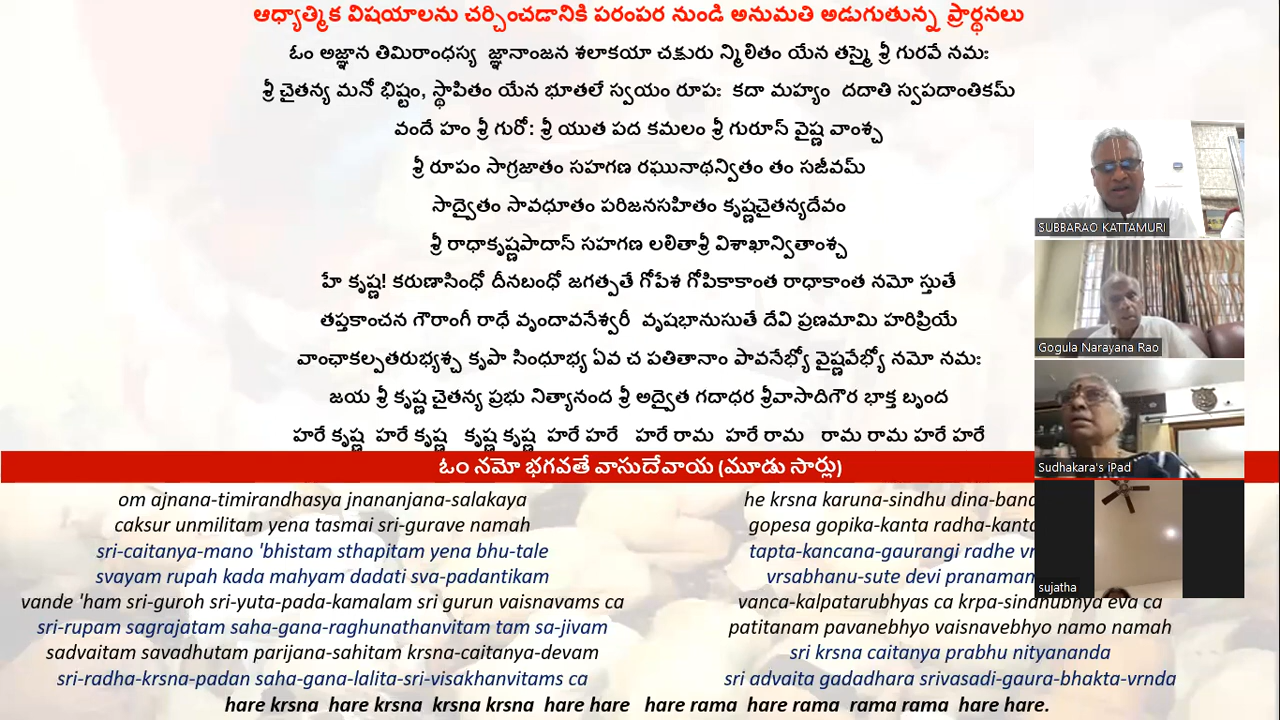 ఆధ్యాత్మిక విషయాలను చర్చించడానికి పరంపర నుండి అనుమతి అడుగుతున్న ప్రార్థనలు
ఓం అజ్ఞాన తిమిరాంధస్య జ్ఞానాంజన శలాకయా చక్షురు న్మిలితం యేన తస్మై శ్రీ గురవే నమః
శ్రీ చైతన్య మనో భిష్టం, స్థాపితం యేన భూతలే స్వయం రూపః కదా మహ్యం దదాతి స్వపదాంతికమ్
వందే హం శ్రీ గురో: శ్రీ యుత పద కమలం శ్రీ గురూస్ వైష్ణ వాంశ్చ
శ్రీ రూపం సాగ్రజాతం సహగణ రఘునాథన్వితం తం సజీవమ్
సాద్వైతం సావధూతం పరిజనసహితం కృష్ణచైతన్యదేవం
శ్రీ రాధాకృష్ణపాదాస్ సహగణ లలితాశ్రీ విశాఖాన్వితాంశ్చ
హే కృష్ణ! కరుణాసింధో దీనబంధో జగత్పతే గోపేశ గోపికాకాంత రాధాకాంత నమో స్తుతే
తప్తకాంచన గౌరాంగీ రాధే వృందావనేశ్వరీ వృషభానుసుతే దేవి ప్రణమామి హరిప్రియే
వాంఛాకల్పతరుభ్యశ్చ కృపా సింధూభ్య ఏవ చ పతితానాం పావనేభ్యో వైష్ణవేభ్యో నమో నమః
జయ శ్రీ కృష్ణ చైతన్య ప్రభు నిత్యానంద శ్రీ అద్వైత గదాధర శ్రీవాసాదిగౌర భాక్త బృంద
హరే కృష్ణ హరే కృష్ణ కృష్ణ కృష్ణ హరే హరే హరే రామ హరే రామ రామ రామ హరే హరే
ఓం నమో భగవతే వాసుదేవాయ (మూడు సార్లు)
om ajnana-timirandhasya jnananjana-salakaya
caksur unmilitam yena tasmai sri-gurave namah
sri-caitanya-mano 'bhistam sthapitam yena bhu-tale
svayam rupah kada mahyam dadati sva-padantikam
vande 'ham sri-guroh sri-yuta-pada-kamalam sri gurun vaisnavams ca
sri-rupam sagrajatam saha-gana-raghunathanvitam tam sa-jivam
sadvaitam savadhutam parijana-sahitam krsna-caitanya-devam
sri-radha-krsna-padan saha-gana-lalita-sri-visakhanvitams ca
he krsna karuna-sindhu dina-band
gopesa gopika-kanta radha-kanta
tapta-kancana-gaurangi radhe vr
vrsabhanu-sute devi pranamam
vanca-kalpatarubhyas ca krpa-sindhubhya eva ca
patitanam pavanebhyo vaisnavebhyo namo namah
sri krsna caitanya prabhu nityananda
sri advaita gadadhara srivasadi-gaura-bhakta-vrnda
hare krsna hare krsna krsna krsna hare hare hare rama hare rama rama rama hare hare.
SUBBARAO KATTAMURI
Gogula Narayana Rao
Sudhakara's iPad
sujatha